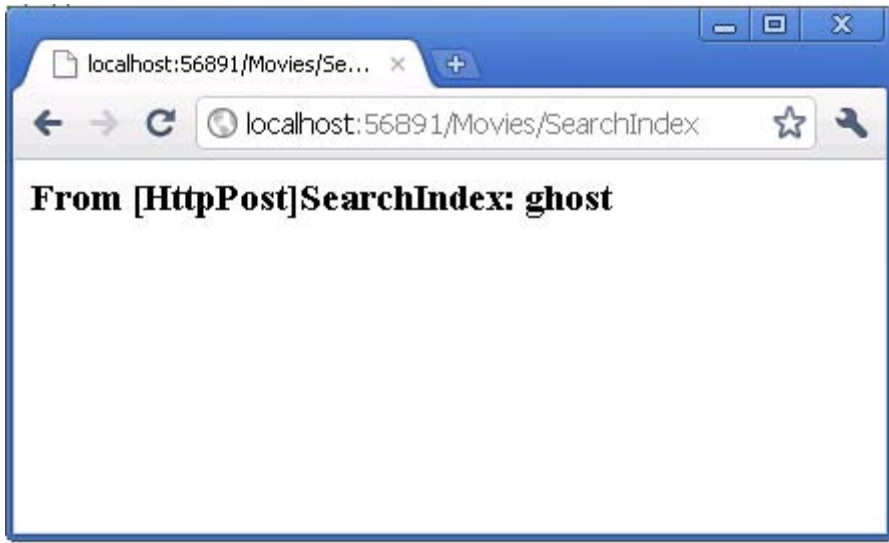 localhost:56891/Movies/Se...
localhost:56891/Movies/SearchIndex
From [HttpPost]SearchIndex: ghost